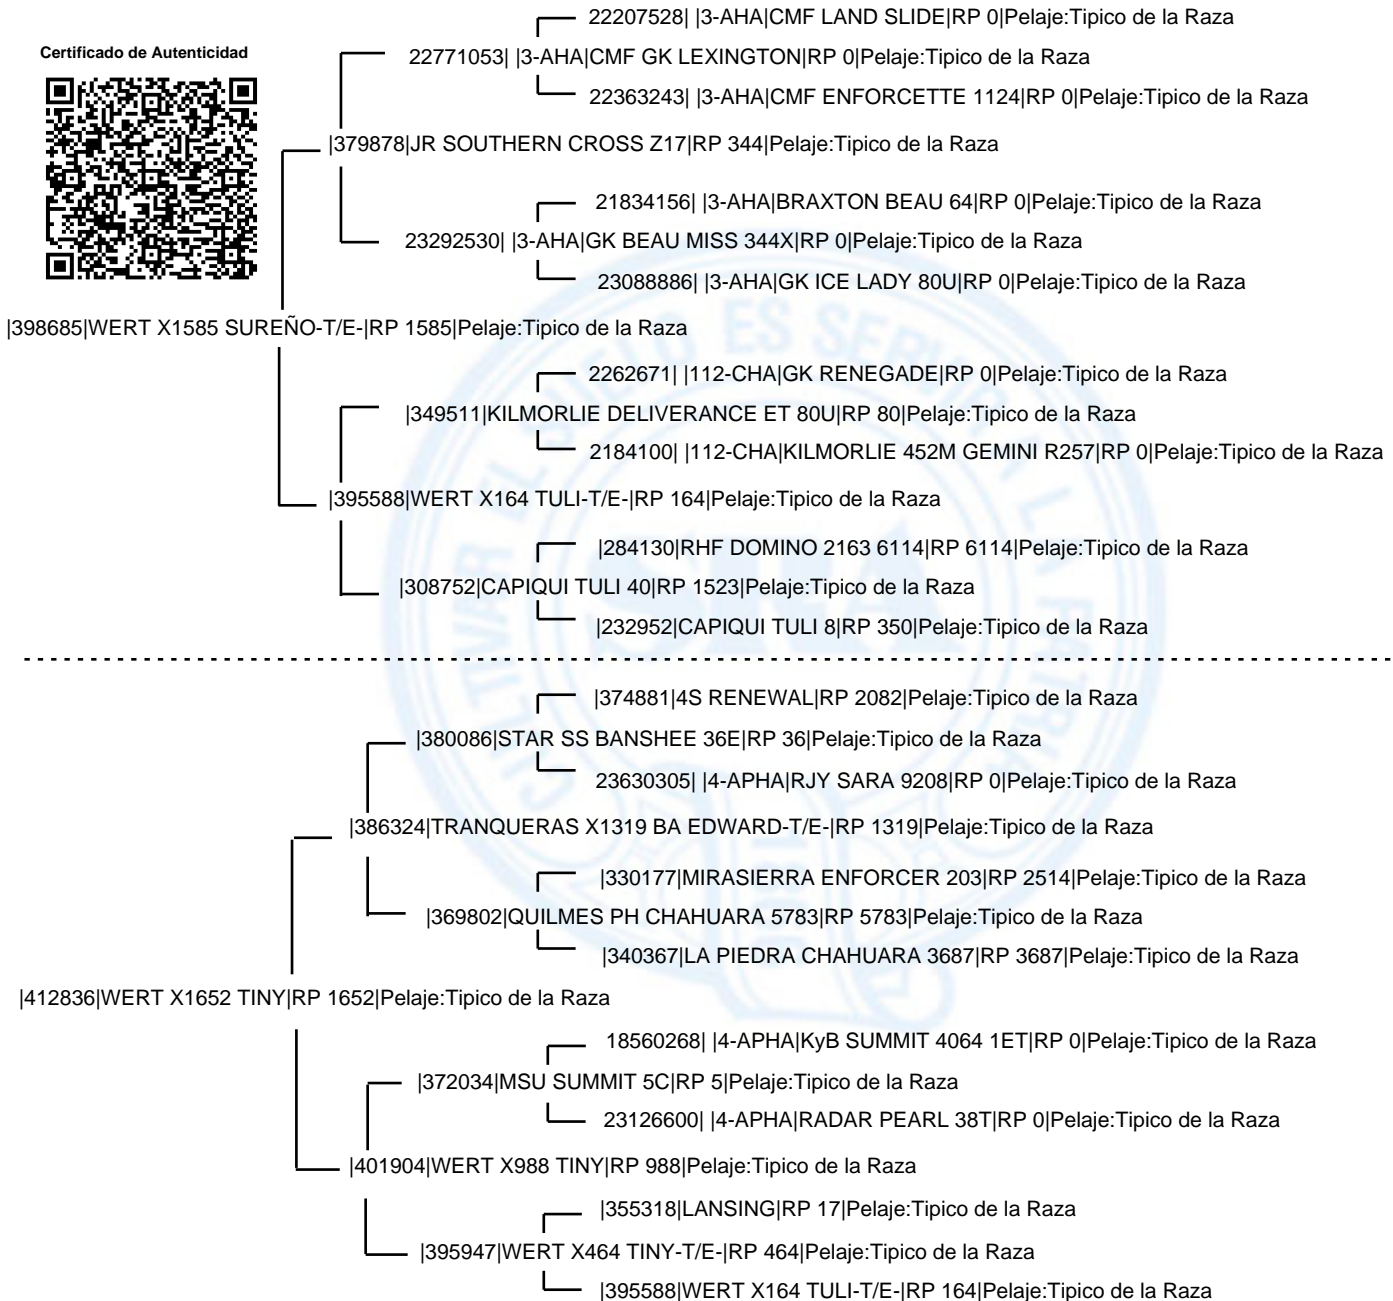 22207528| |3-AHA|CMF LAND SLIDE|RP 0|Pelaje:Tipico de la Raza
Certificado de Autenticidad
22771053| |3-AHA|CMF GK LEXINGTON|RP 0|Pelaje:Tipico de la Raza
22363243| |3-AHA|CMF ENFORCETTE 1124|RP 0|Pelaje:Tipico de la Raza
|379878|JR SOUTHERN CROSS Z17|RP 344|Pelaje:Tipico de la Raza
21834156| |3-AHA|BRAXTON BEAU 64|RP 0|Pelaje:Tipico de la Raza
23292530| |3-AHA|GK BEAU MISS 344X|RP 0|Pelaje:Tipico de la Raza
23088886| |3-AHA|GK ICE LADY 80U|RP 0|Pelaje:Tipico de la Raza
|398685|WERT X1585 SUREÑO-T/E-|RP 1585|Pelaje:Tipico de la Raza
2262671| |112-CHA|GK RENEGADE|RP 0|Pelaje:Tipico de la Raza
|349511|KILMORLIE DELIVERANCE ET 80U|RP 80|Pelaje:Tipico de la Raza
2184100| |112-CHA|KILMORLIE 452M GEMINI R257|RP 0|Pelaje:Tipico de la Raza
|395588|WERT X164 TULI-T/E-|RP 164|Pelaje:Tipico de la Raza
|284130|RHF DOMINO 2163 6114|RP 6114|Pelaje:Tipico de la Raza
|308752|CAPIQUI TULI 40|RP 1523|Pelaje:Tipico de la Raza
|232952|CAPIQUI TULI 8|RP 350|Pelaje:Tipico de la Raza
|374881|4S RENEWAL|RP 2082|Pelaje:Tipico de la Raza
|380086|STAR SS BANSHEE 36E|RP 36|Pelaje:Tipico de la Raza
23630305| |4-APHA|RJY SARA 9208|RP 0|Pelaje:Tipico de la Raza
|386324|TRANQUERAS X1319 BA EDWARD-T/E-|RP 1319|Pelaje:Tipico de la Raza
|330177|MIRASIERRA ENFORCER 203|RP 2514|Pelaje:Tipico de la Raza
|369802|QUILMES PH CHAHUARA 5783|RP 5783|Pelaje:Tipico de la Raza
|340367|LA PIEDRA CHAHUARA 3687|RP 3687|Pelaje:Tipico de la Raza
|412836|WERT X1652 TINY|RP 1652|Pelaje:Tipico de la Raza
18560268| |4-APHA|KyB SUMMIT 4064 1ET|RP 0|Pelaje:Tipico de la Raza
|372034|MSU SUMMIT 5C|RP 5|Pelaje:Tipico de la Raza
23126600| |4-APHA|RADAR PEARL 38T|RP 0|Pelaje:Tipico de la Raza
|401904|WERT X988 TINY|RP 988|Pelaje:Tipico de la Raza
|355318|LANSING|RP 17|Pelaje:Tipico de la Raza
|395947|WERT X464 TINY-T/E-|RP 464|Pelaje:Tipico de la Raza
|395588|WERT X164 TULI-T/E-|RP 164|Pelaje:Tipico de la Raza
CULTIVAR EL SUELO ES SERVIR A LA PATRIA
SRA
1866